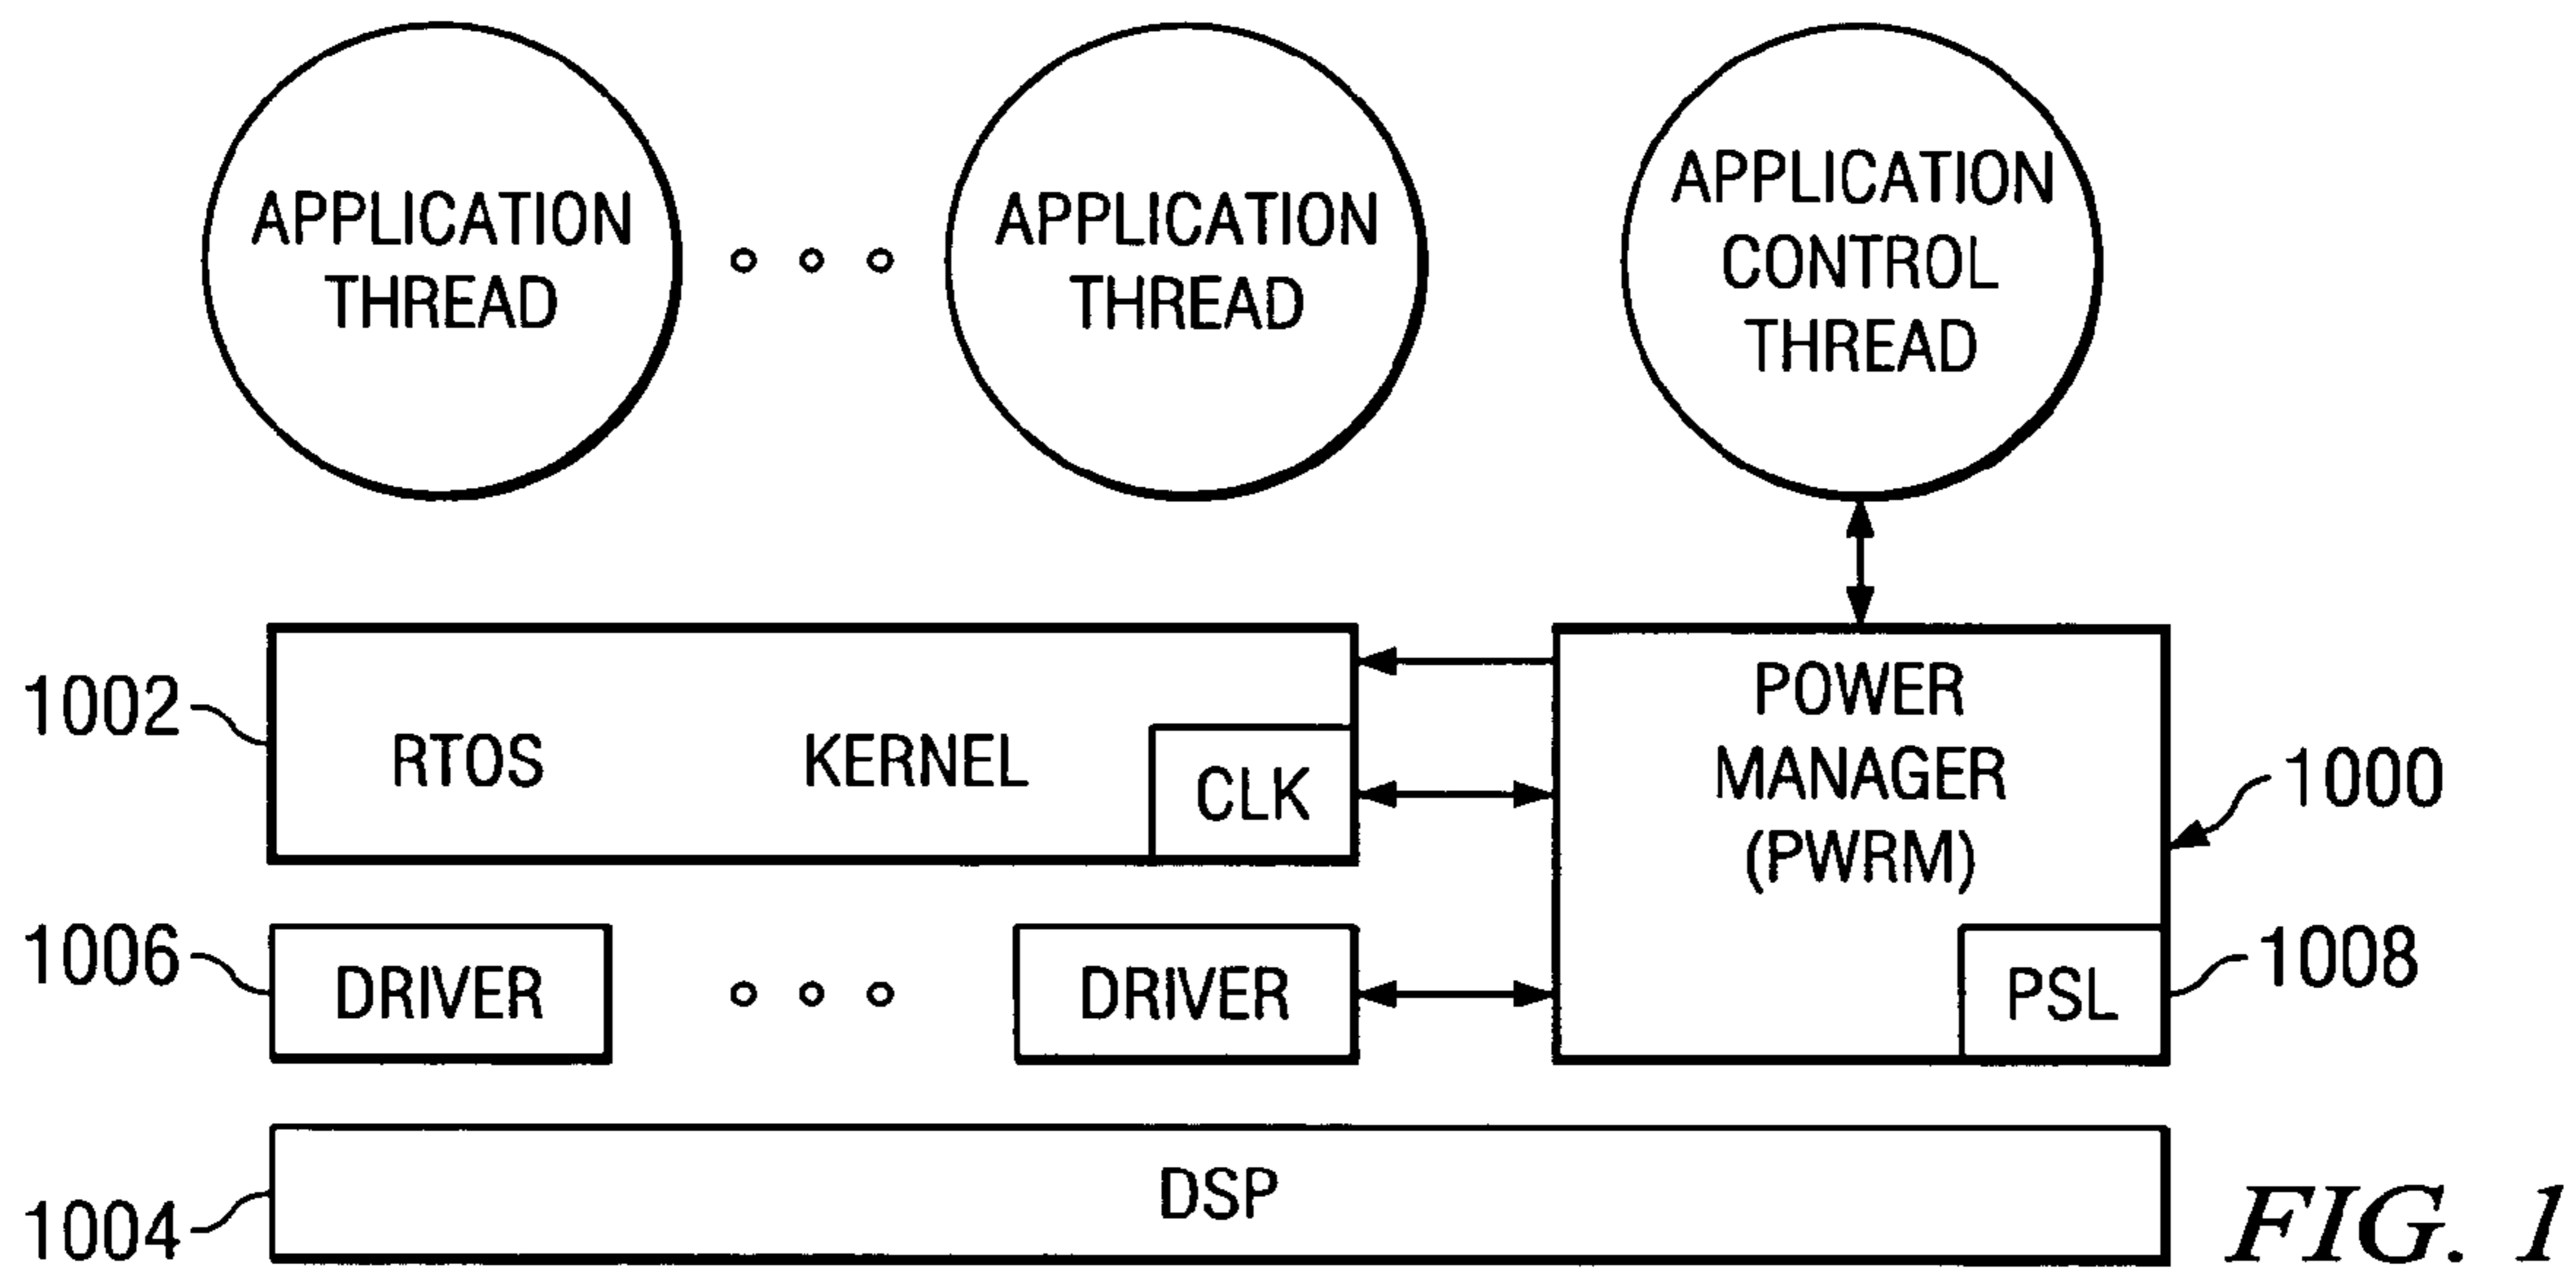 APPLICATION
THREAD
APPLICATION
THREAD
APPLICATION
CONTROL
THREAD
1002
RTOS KERNEL
CLK
POWER
MANAGER
(PWRM)
1000
1006
DRIVER
DRIVER
PSL
1008
1004
DSP
FIG. 1